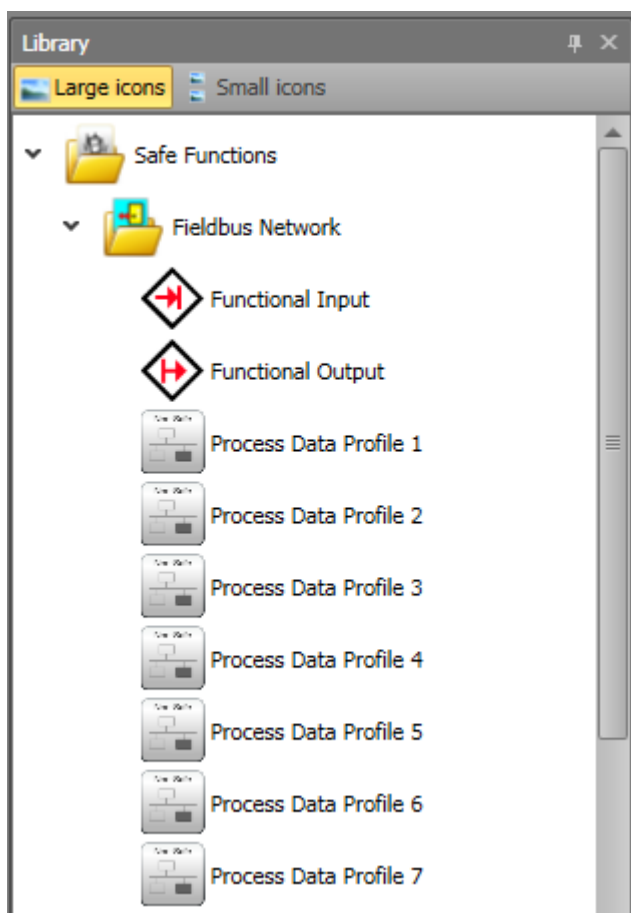 Library
Large icons Small icons
Safe Functions
Fieldbus Network
Functional Input
Functional Output
Process Data Profile 1
Process Data Profile 2
Process Data Profile 3
Process Data Profile 4
Process Data Profile 5
Process Data Profile 6
Process Data Profile 7